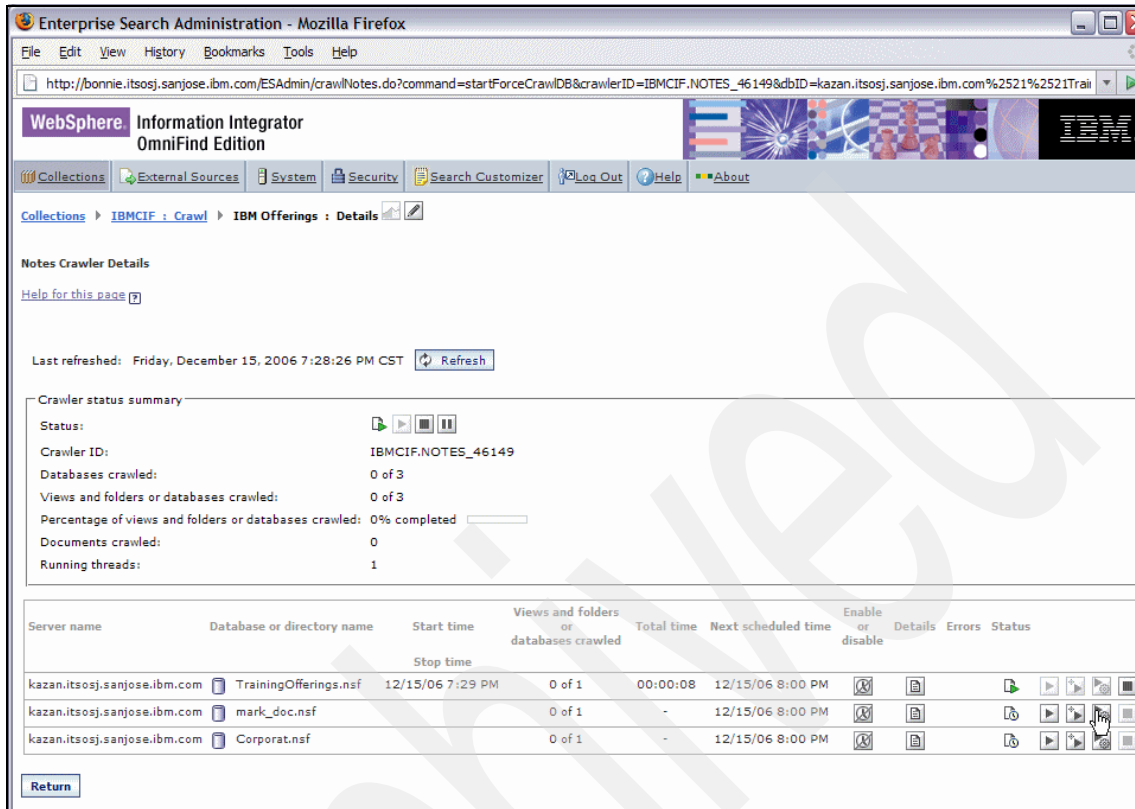 Enterprise Search Administration - Mozilla Firefox
File Edit View History Bookmarks Tools Help
http://bonnie.itsosj.sanjose.ibm.com/ESAdmin/crawlNotes.do?command=startForceCrawlDB&crawlerID=IBMCIF.NOTES_46149&dbID=kazan.itsosj.sanjose.ibm.com%2521%2521Trai
WebSphere. Information Integrator
OmniFind Edition
IBM
Collections External Sources System Security Search Customizer Log Out Help About
Collections IBMCIF : Crawl IBM Offerings : Details
Notes Crawler Details
Help for this page ?
Last refreshed: Friday, December 15, 2006 7:28:26 PM CST Refresh
Crawler status summary
Status:
Crawler ID: IBMCIF.NOTES_46149
Databases crawled: 0 of 3
Views and folders or databases crawled: 0 of 3
Percentage of views and folders or databases crawled: 0% completed
Documents crawled: 0
Running threads: 1
Server name Database or directory name Start time Stop time Views and folders or databases crawled Total time Next scheduled time Enable or disable Details Errors Status
kazan.itsosj.sanjose.ibm.com TrainingOfferings.nsf 12/15/06 7:29 PM 0 of 1 00:00:08 12/15/06 8:00 PM
kazan.itsosj.sanjose.ibm.com mark_doc.nsf 0 of 1 - 12/15/06 8:00 PM
kazan.itsosj.sanjose.ibm.com Corporat.nsf 0 of 1 - 12/15/06 8:00 PM
Return